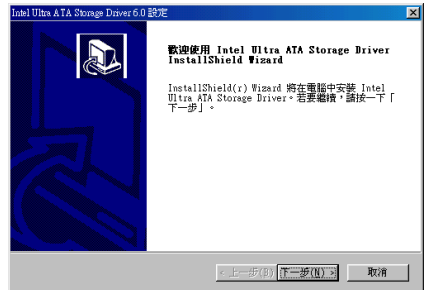 Intel Ultra ATA Storage Driver 6.0 設定
歡迎使用 Intel Ultra ATA Storage Driver
InstallShield Wizard
InstallShield(r) Wizard 將在電腦中安裝 Intel
Ultra ATA Storage Driver。若要繼續，請按一下「
下一步」。
< 上一步(B)
下一步(N) >
取消